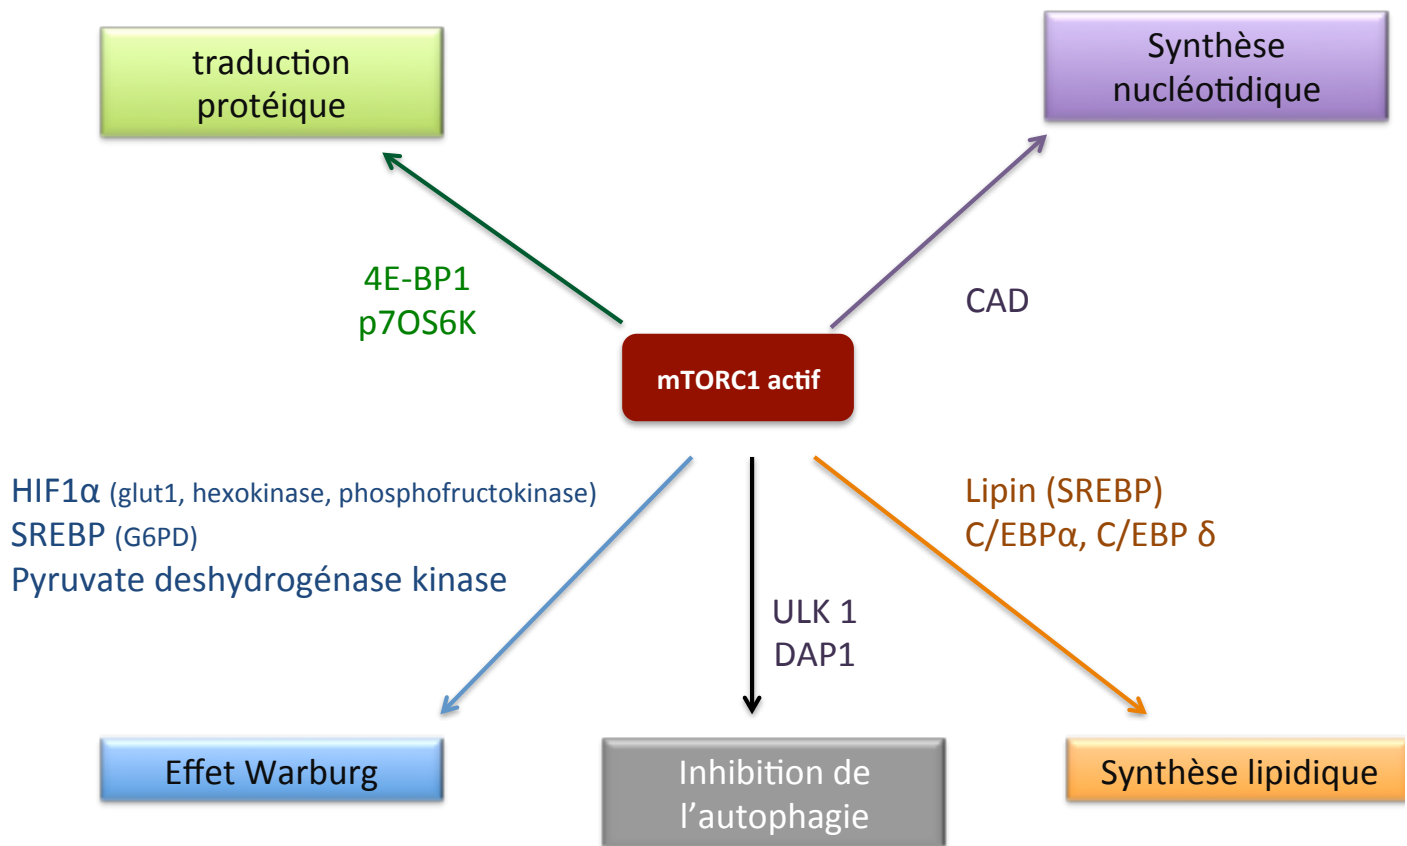 traduction
protéique
Synthèse
nucléotidique
4E-BP1
p7OS6K
CAD
mTORC1 actif
HIF1α (glut1, hexokinase, phosphofructokinase)
SREBP (G6PD)
Pyruvate deshydrogénase kinase
Lipin (SREBP)
C/EBPα, C/EBP δ
ULK 1
DAP1
Effet Warburg
Inhibition de
l’autophagie
Synthèse lipidique